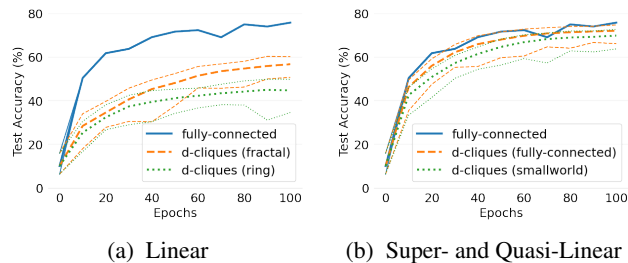 Test Accuracy (%)
80
60
40
20
0
fully-connected
d-cliques (fractal)
d-cliques (ring)
0 20 40 60 80 100
Epochs
(a) Linear
Test Accuracy (%)
80
60
40
20
0
fully-connected
d-cliques (fully-connected)
d-cliques (smallworld)
0 20 40 60 80 100
Epochs
(b) Super- and Quasi-Linear